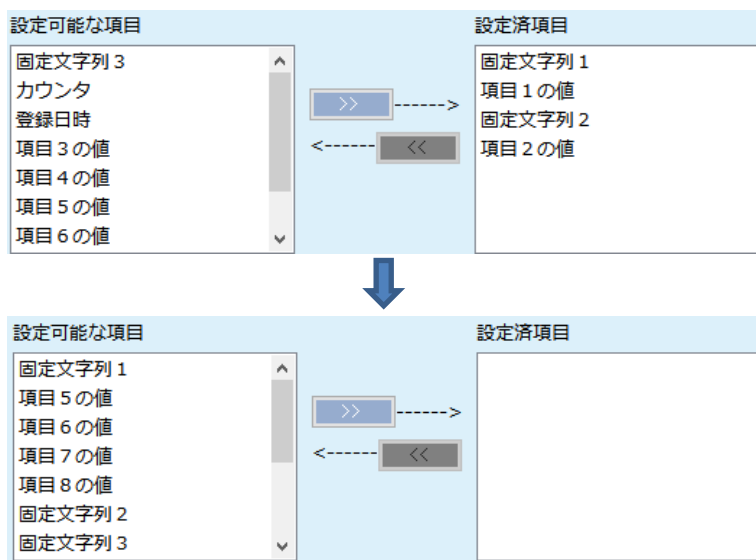 設定可能な項目
設定済項目
固定文字列３
カウンタ
登録日時
項目３の値
項目４の値
項目５の値
項目６の値
>>
------>
<------
<<
固定文字列１
項目１の値
固定文字列２
項目２の値
設定可能な項目
設定済項目
固定文字列１
項目５の値
項目６の値
項目７の値
項目８の値
固定文字列２
固定文字列３
>>
------>
<------
<<